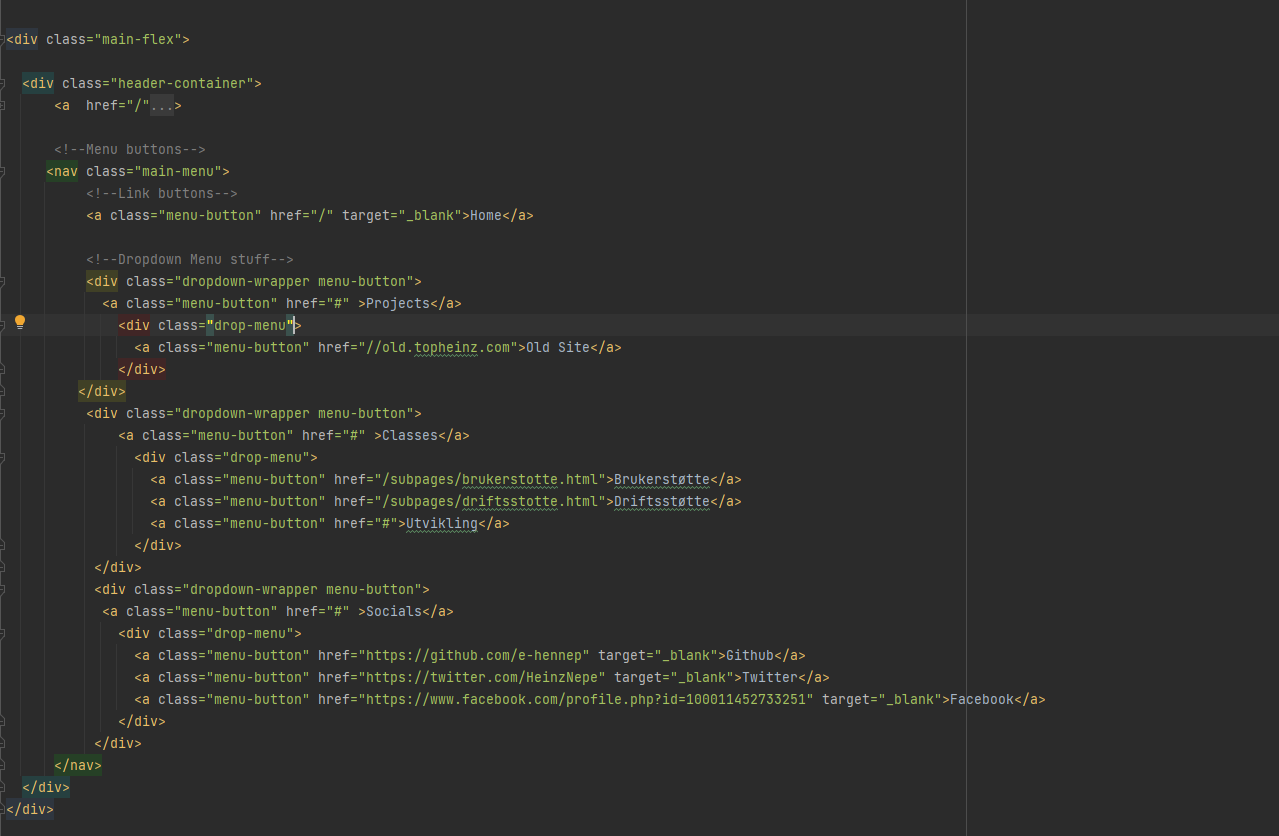 <div class="main-flex">
<div class="header-container">
<a  href="/"...>
<!--Menu buttons-->
<nav class="main-menu">
<!--Link buttons-->
<a class="menu-button" href="/" target="_blank">Home</a>
<!--Dropdown Menu stuff-->
<div class="dropdown-wrapper menu-button">
<a class="menu-button" href="#" >Projects</a>
<div class="drop-menu">
<a class="menu-button" href="//old.topheinz.com">Old Site</a>
</div>
</div>
<div class="dropdown-wrapper menu-button">
<a class="menu-button" href="#" >Classes</a>
<div class="drop-menu">
<a class="menu-button" href="/subpages/brukerstotte.html">Brukerstøtte</a>
<a class="menu-button" href="/subpages/driftsstotte.html">Driftsstøtte</a>
<a class="menu-button" href="#">Utvikling</a>
</div>
</div>
<div class="dropdown-wrapper menu-button">
<a class="menu-button" href="#" >Socials</a>
<div class="drop-menu">
<a class="menu-button" href="https://github.com/e-hennep" target="_blank">Github</a>
<a class="menu-button" href="https://twitter.com/HeinzNepe" target="_blank">Twitter</a>
<a class="menu-button" href="https://www.facebook.com/profile.php?id=100011452733251" target="_blank">Facebook</a>
</div>
</div>
</nav>
</div>
</div>